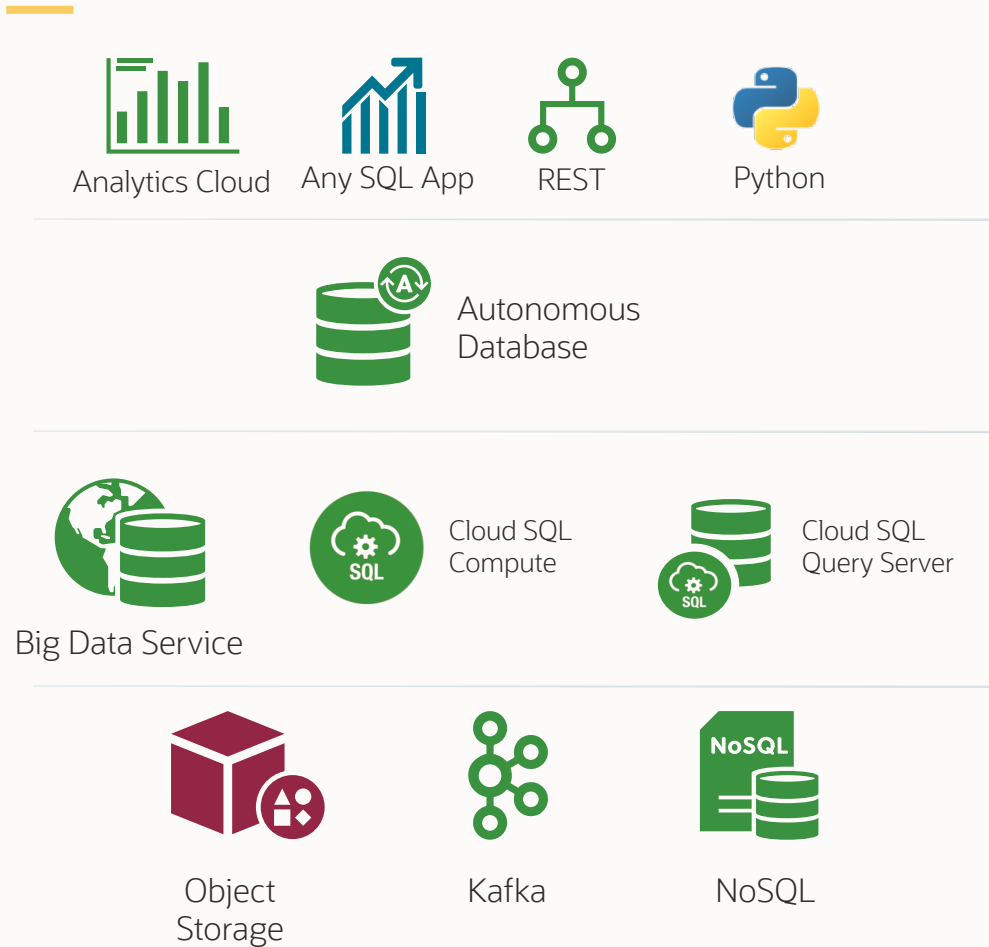 Analytics Cloud
Any SQL App
REST
Python
A
Autonomous
Database
Big Data Service
SQL
Cloud SQL
Compute
SQL
Cloud SQL
Query Server
NoSQL
Object
Storage
Kafka
NoSQL